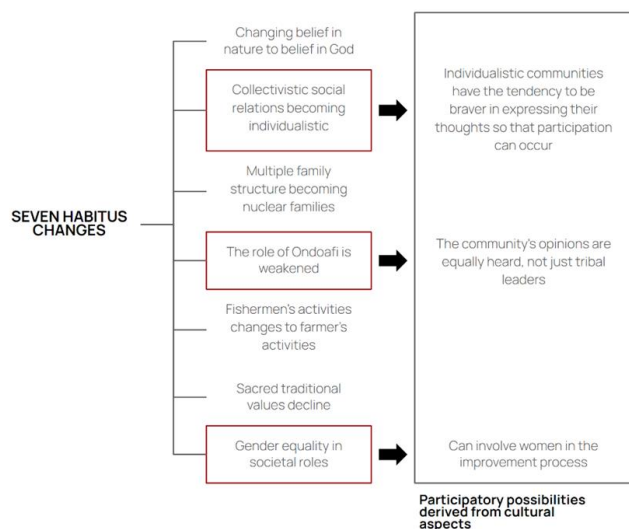 Changing belief in
nature to belief in God
Collectivistic social
relations becoming
individualistic
Individualistic communities
have the tendency to be
braver in expressing their
thoughts so that participation
can occur
Multiple family
structure becoming
nuclear families
SEVEN HABITUS
CHANGES
The role of Ondoafi is
weakened
The community's opinions are
equally heard, not just tribal
leaders
Fishermen's activities
changes to farmer's
activities
Sacred traditional
values decline
Gender equality in
societal roles
Can involve women in the
improvement process
Participatory possibilities
derived from cultural
aspects